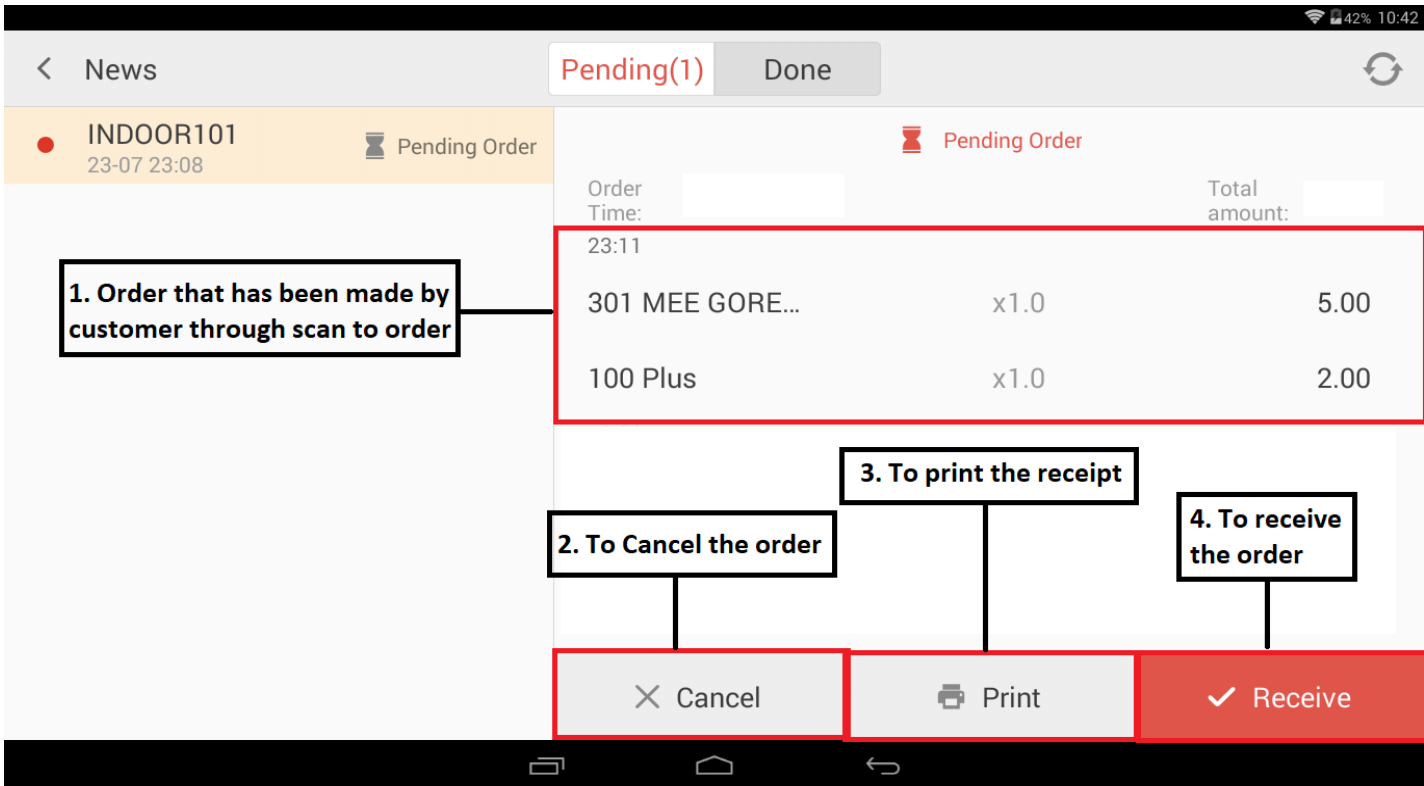 42% 10:42
News
Pending(1)
Done
INDOOR101
23-07 23:08
Pending Order
Pending Order
Order
Time:
Total
amount:
23:11
301 MEE GORE... x1.0 5.00
100 Plus x1.0 2.00
1. Order that has been made by
customer through scan to order
3. To print the receipt
2. To Cancel the order
4. To receive
the order
Cancel
Print
Receive